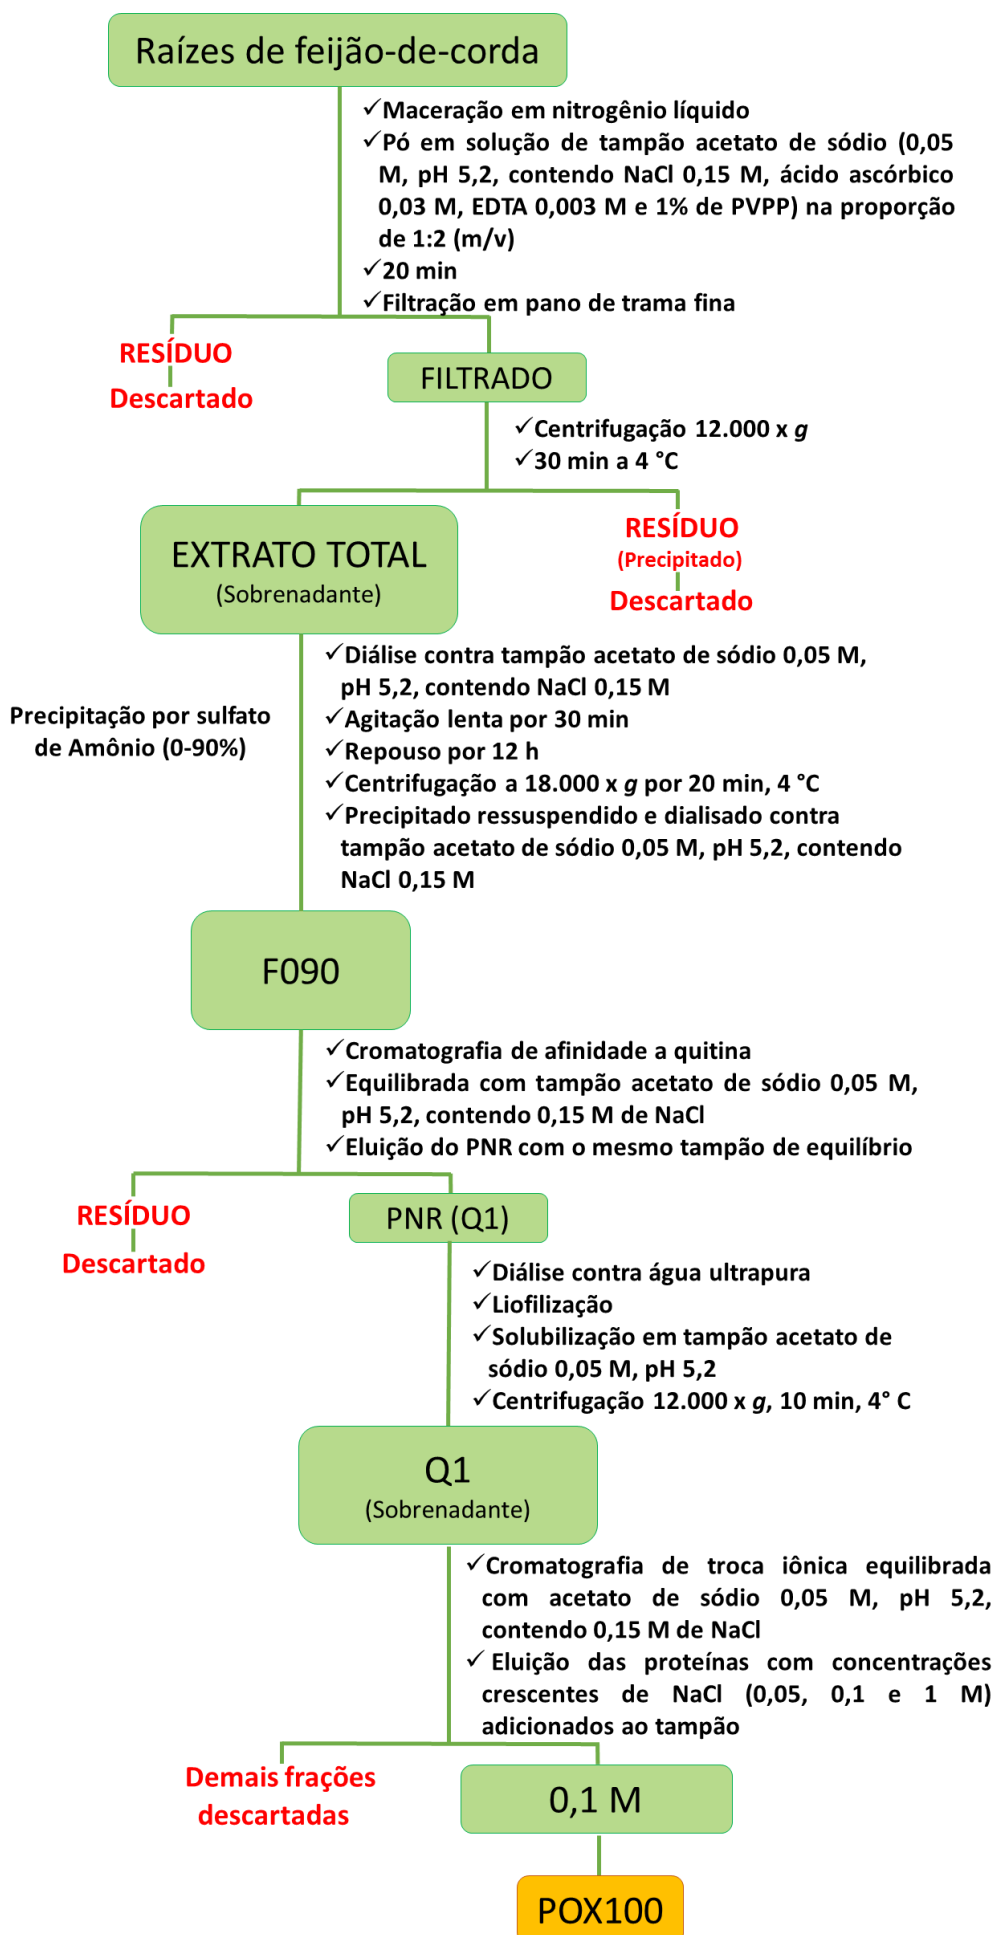 Raízes de feijão-de-corda
✓Maceração em nitrogênio líquido
✓Pó em solução de tampão acetato de sódio (0,05
M, pH 5,2, contendo NaCl 0,15 M, ácido ascórbico
0,03 M, EDTA 0,003 M e 1% de PVPP) na proporção
de 1:2 (m/v)
✓20 min
✓Filtração em pano de trama fina
RESÍDUO
Descartado
FILTRADO
✓Centrifugação 12.000 x g
✓30 min a 4 °C
EXTRATO TOTAL
(Sobrenadante)
RESÍDUO
(Precipitado)
Descartado
Precipitação por sulfato
de Amônio (0-90%)
✓Diálise contra tampão acetato de sódio 0,05 M,
pH 5,2, contendo NaCl 0,15 M
✓Agitação lenta por 30 min
✓Repouso por 12 h
✓Centrifugação a 18.000 x g por 20 min, 4 °C
✓Precipitado ressuspendido e dialisado contra
tampão acetato de sódio 0,05 M, pH 5,2, contendo
NaCl 0,15 M
F090
✓Cromatografia de afinidade a quitina
✓Equilibrada com tampão acetato de sódio 0,05 M,
pH 5,2, contendo 0,15 M de NaCl
✓Eluição do PNR com o mesmo tampão de equilíbrio
RESÍDUO
Descartado
PNR (Q1)
✓Diálise contra água ultrapura
✓Liofilização
✓Solubilização em tampão acetato de
sódio 0,05 M, pH 5,2
✓Centrifugação 12.000 x g, 10 min, 4° C
Q1
(Sobrenadante)
✓Cromatografia de troca iônica equilibrada
com acetato de sódio 0,05 M, pH 5,2,
contendo 0,15 M de NaCl
✓ Eluição das proteínas com concentrações
crescentes de NaCl (0,05, 0,1 e 1 M)
adicionados ao tampão
Demais frações
descartadas
0,1 M
POX100